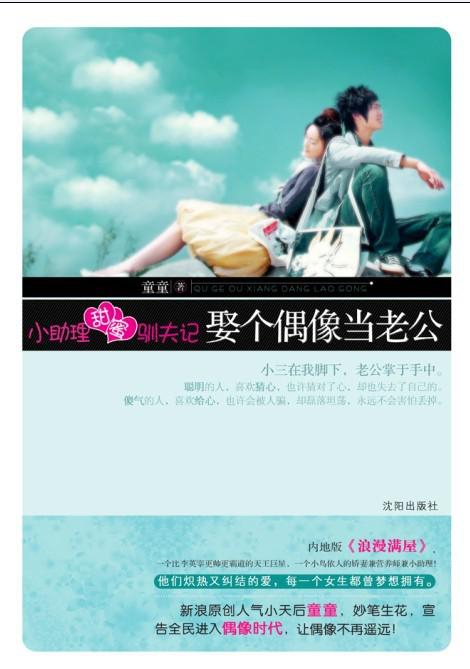 童童 著 QU GE OU XIANG DANG LAO GONG
小助理甜蜜驯夫记 娶个偶像当老公
小三在我脚下，老公掌于手中。
聪明的人，喜欢猜心，也许猜对了心，却也失去了自己的。
傻气的人，喜欢给心，也许会被人骗，却磊落坦荡，永远不会害怕丢掉。
沈阳出版社
内地版《浪漫满屋》，
一个比李英宰更帅更霸道的天王巨星，一个小鸟依人的娇妻兼营养师兼小助理！
他们炽热又纠结的爱，每一个女生都曾梦想拥有。
新浪原创人气小天后童童，妙笔生花，宣
告全民进入偶像时代，让偶像不再遥远！